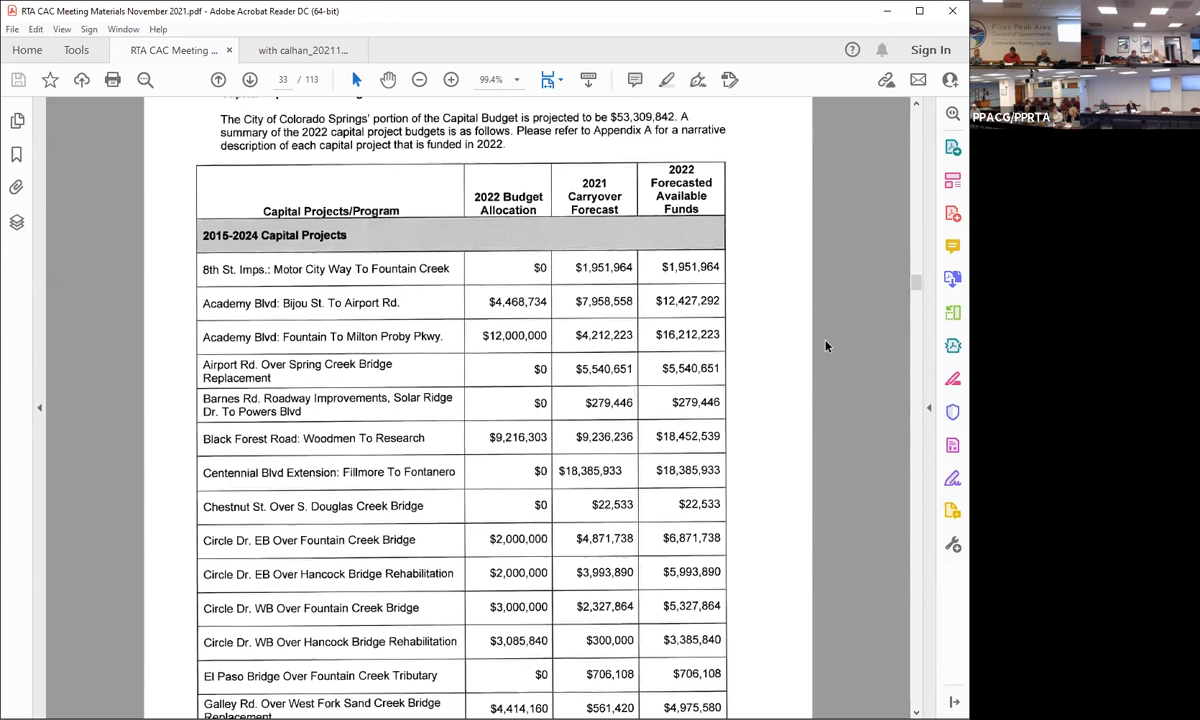 RTA CAC Meeting Materials November 2021.pdf - Adobe Acrobat Reader DC (64-bit)
File Edit View Sign Window Help
Home Tools RTA CAC Meeting ... × with calhan_20211... Sign In
33 / 113 99.4%
The City of Colorado Springs' portion of the Capital Budget is projected to be $53,309,842. A
summary of the 2022 capital project budgets is as follows. Please refer to Appendix A for a narrative
description of each capital project that is funded in 2022.
Capital Projects/Program 2022 Budget Allocation 2021 Carryover Forecast 2022 Forecasted Available Funds
2015-2024 Capital Projects
8th St. Imps.: Motor City Way To Fountain Creek $0 $1,951,964 $1,951,964
Academy Blvd: Bijou St. To Airport Rd. $4,468,734 $7,958,558 $12,427,292
Academy Blvd: Fountain To Milton Proby Pkwy. $12,000,000 $4,212,223 $16,212,223
Airport Rd. Over Spring Creek Bridge
Replacement $0 $5,540,651 $5,540,651
Barnes Rd. Roadway Improvements, Solar Ridge
Dr. To Powers Blvd $0 $279,446 $279,446
Black Forest Road: Woodmen To Research $9,216,303 $9,236,236 $18,452,539
Centennial Blvd Extension: Fillmore To Fontanero $0 $18,385,933 $18,385,933
Chestnut St. Over S. Douglas Creek Bridge $0 $22,533 $22,533
Circle Dr. EB Over Fountain Creek Bridge $2,000,000 $4,871,738 $6,871,738
Circle Dr. EB Over Hancock Bridge Rehabilitation $2,000,000 $3,993,890 $5,993,890
Circle Dr. WB Over Fountain Creek Bridge $3,000,000 $2,327,864 $5,327,864
Circle Dr. WB Over Hancock Bridge Rehabilitation $3,085,840 $300,000 $3,385,840
El Paso Bridge Over Fountain Creek Tributary $0 $706,108 $706,108
Galley Rd. Over West Fork Sand Creek Bridge
Replacement $4,414,160 $561,420 $4,975,580
Pikes Peak Area
Council of Governments
Communities Working Together
PPACG/PPRTA